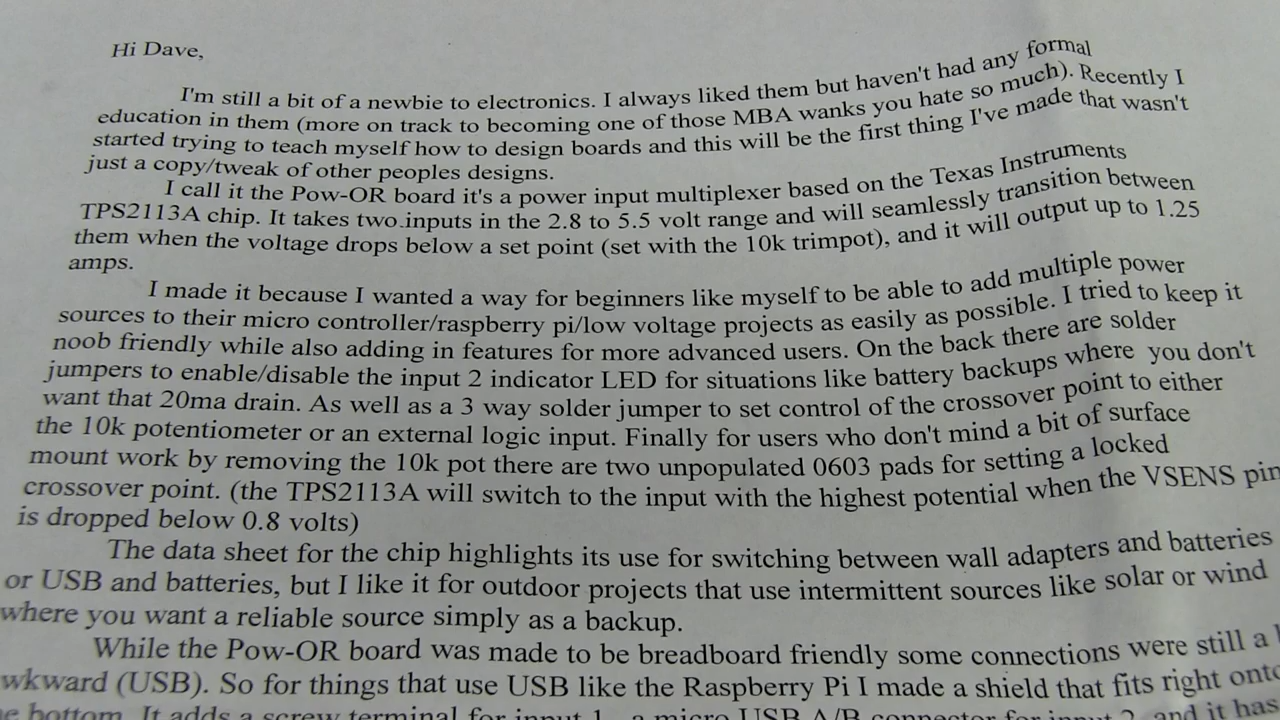 Hi Dave,
I'm still a bit of a newbie to electronics. I always liked them but haven't had any formal
education in them (more on track to becoming one of those MBA wanks you hate so much). Recently I
started trying to teach myself how to design boards and this will be the first thing I've made that wasn't
just a copy/tweak of other peoples designs.
I call it the Pow-OR board it's a power input multiplexer based on the Texas Instruments
TPS2113A chip. It takes two inputs in the 2.8 to 5.5 volt range and will seamlessly transition between
them when the voltage drops below a set point (set with the 10k trimpot), and it will output up to 1.25
amps.
I made it because I wanted a way for beginners like myself to be able to add multiple power
sources to their micro controller/raspberry pi/low voltage projects as easily as possible. I tried to keep it
noob friendly while also adding in features for more advanced users. On the back there are solder
jumpers to enable/disable the input 2 indicator LED for situations like battery backups where you don't
want that 20ma drain. As well as a 3 way solder jumper to set control of the crossover point to either
the 10k potentiometer or an external logic input. Finally for users who don't mind a bit of surface
mount work by removing the 10k pot there are two unpopulated 0603 pads for setting a locked
crossover point. (the TPS2113A will switch to the input with the highest potential when the VSENS pin
is dropped below 0.8 volts)
The data sheet for the chip highlights its use for switching between wall adapters and batteries
or USB and batteries, but I like it for outdoor projects that use intermittent sources like solar or wind
where you want a reliable source simply as a backup.
While the Pow-OR board was made to be breadboard friendly some connections were still a
wkward (USB). So for things that use USB like the Raspberry Pi I made a shield that fits right onto
bottom. It adds a screw terminal for input 1, a micro USB A/B connector for input 2, and it has